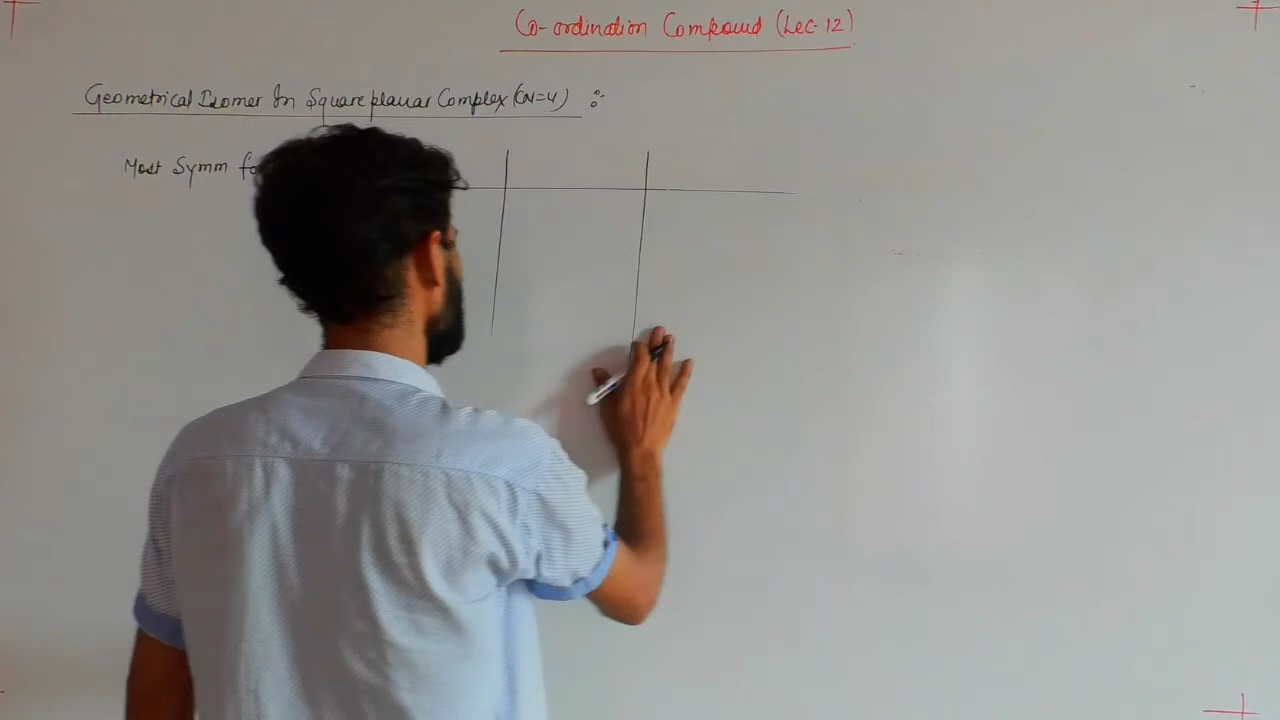 Co-ordination Compound (Lec-12)
Geometrical Isomer In Square planar Complex (CN=4) :-
Most Symm